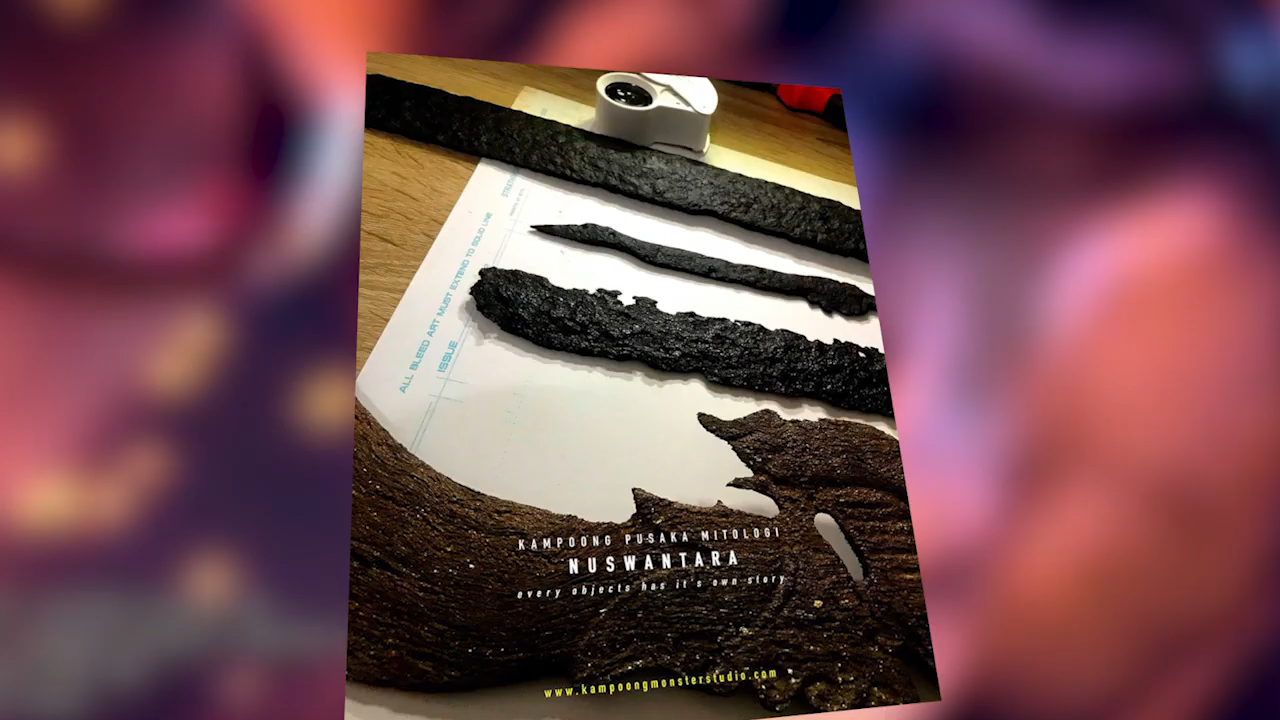 ALL BLEED ART MUST EXTEND TO SOLID LINE
ISSUE
KAMPOONG PUSAKA MITOLOGI
NUSWANTARA
every objects has it's own story
www.kampoongmonsterstudio.com